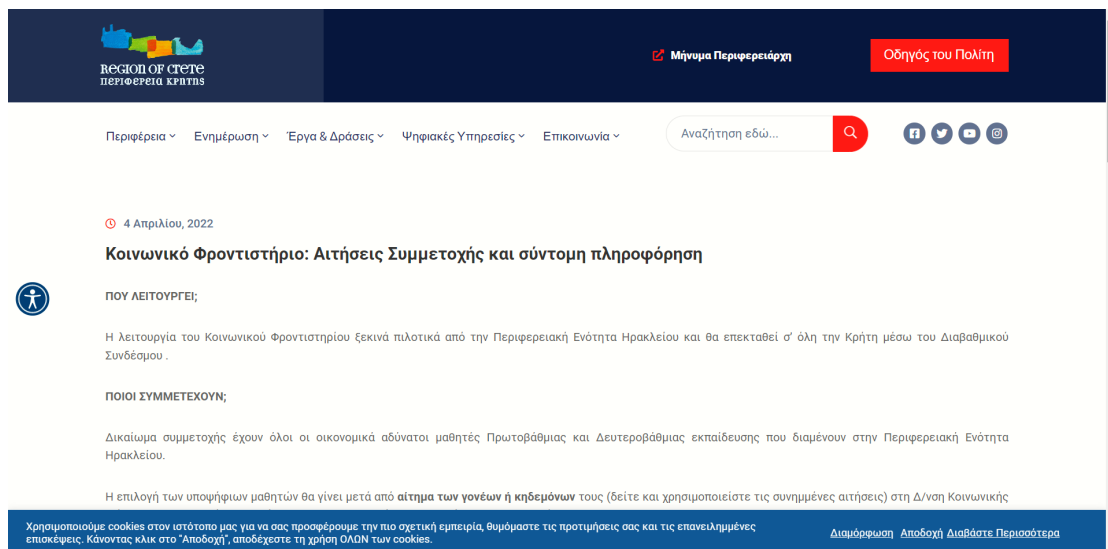 REGION OF CRETE
ΠΕΡΙΦΕΡΕΙΑ ΚΡΗΤΗΣ
Μήνυμα Περιφερειάρχη
Οδηγός του Πολίτη
Περιφέρεια
Ενημέρωση
Έργα & Δράσεις
Ψηφιακές Υπηρεσίες
Επικοινωνία
Αναζήτηση εδώ...
4 Απριλίου, 2022
Κοινωνικό Φροντιστήριο: Αιτήσεις Συμμετοχής και σύντομη πληροφόρηση
ΠΟΥ ΛΕΙΤΟΥΡΓΕΙ;
Η λειτουργία του Κοινωνικού Φροντιστηρίου ξεκινά πιλοτικά από την Περιφερειακή Ενότητα Ηρακλείου και θα επεκταθεί σ’ όλη την Κρήτη μέσω του Διαβαθμικού
Συνδέσμου .
ΠΟΙΟΙ ΣΥΜΜΕΤΕΧΟΥΝ;
Δικαίωμα συμμετοχής έχουν όλοι οι οικονομικά αδύνατοι μαθητές Πρωτοβάθμιας και Δευτεροβάθμιας εκπαίδευσης που διαμένουν στην Περιφερειακή Ενότητα
Ηρακλείου.
Η επιλογή των υποψήφιων μαθητών θα γίνει μετά από αίτημα των γονέων ή κηδεμόνων τους (δείτε και χρησιμοποιείστε τις συνημμένες αιτήσεις) στη Δ/νση Κοινωνικής
Χρησιμοποιούμε cookies στον ιστότοπο μας για να σας προσφέρουμε την πιο σχετική εμπειρία, θυμόμαστε τις προτιμήσεις σας και τις επανειλημμένες
επισκέψεις. Κάνοντας κλικ στο "Αποδοχή", αποδέχεστε τη χρήση ΟΛΩΝ των cookies.
Διαμόρφωση Αποδοχή Διαβάστε Περισσότερα